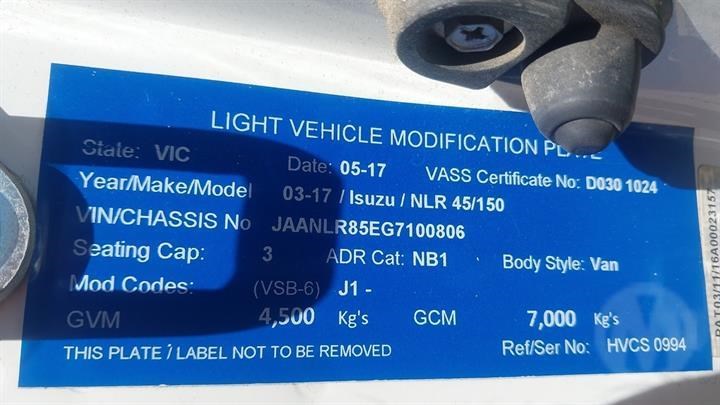 LIGHT VEHICLE MODIFICATION PLATE
State: VIC Date: 05-17 VASS Certificate No: D030 1024
Year/Make/Model 03-17 / Isuzu / NLR 45/150
VIN/CHASSIS No JAANLR85EG7100806
Seating Cap: 3 ADR Cat: NB1 Body Style: Van
Mod Codes: (VSB-6) J1 -
GVM 4,500 Kg's GCM 7,000 Kg's
THIS PLATE / LABEL NOT TO BE REMOVED Ref/Ser No: HVCS 0994